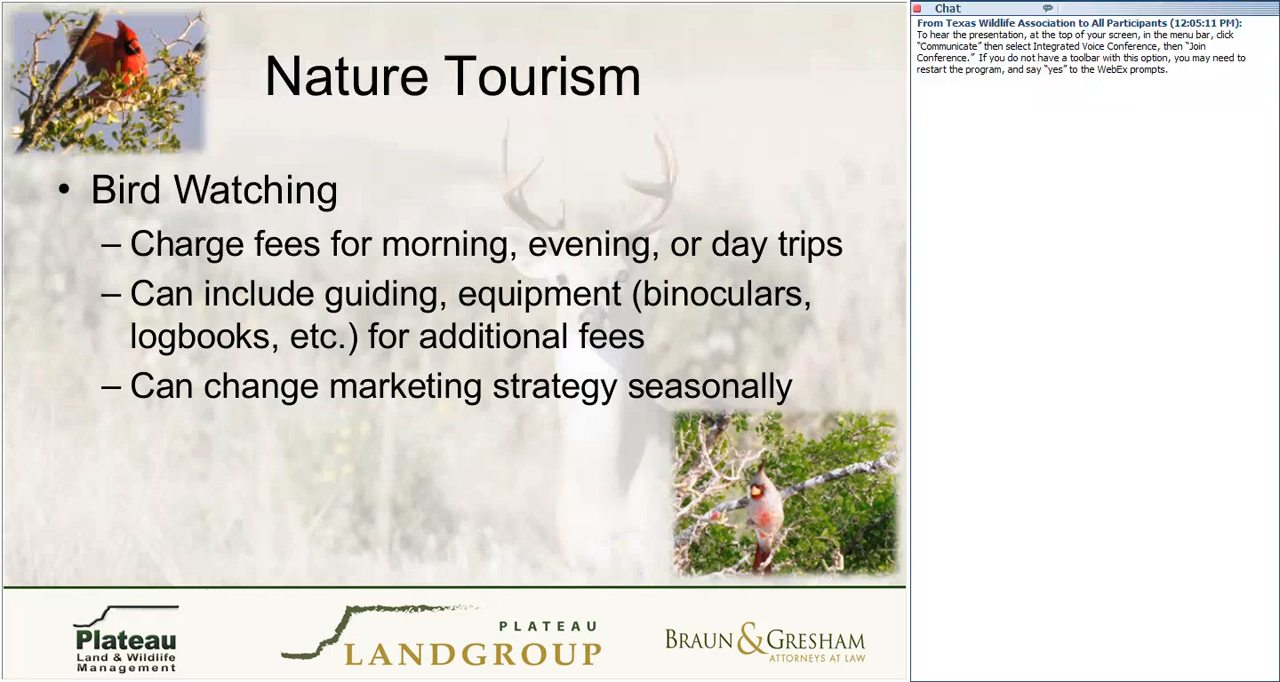 Nature Tourism
• Bird Watching
– Charge fees for morning, evening, or day trips
– Can include guiding, equipment (binoculars,
logbooks, etc.) for additional fees
– Can change marketing strategy seasonally
Plateau
Land & Wildlife
Management
PLATEAU
LANDGROUP
BRAUN & GRESHAM
ATTORNEYS AT LAW
Chat
From Texas Wildlife Association to All Participants (12:05:11 PM):
To hear the presentation, at the top of your screen, in the menu bar, click
“Communicate” then select Integrated Voice Conference, then “Join
Conference.” If you do not have a toolbar with this option, you may need to
restart the program, and say “yes” to the WebEx prompts.